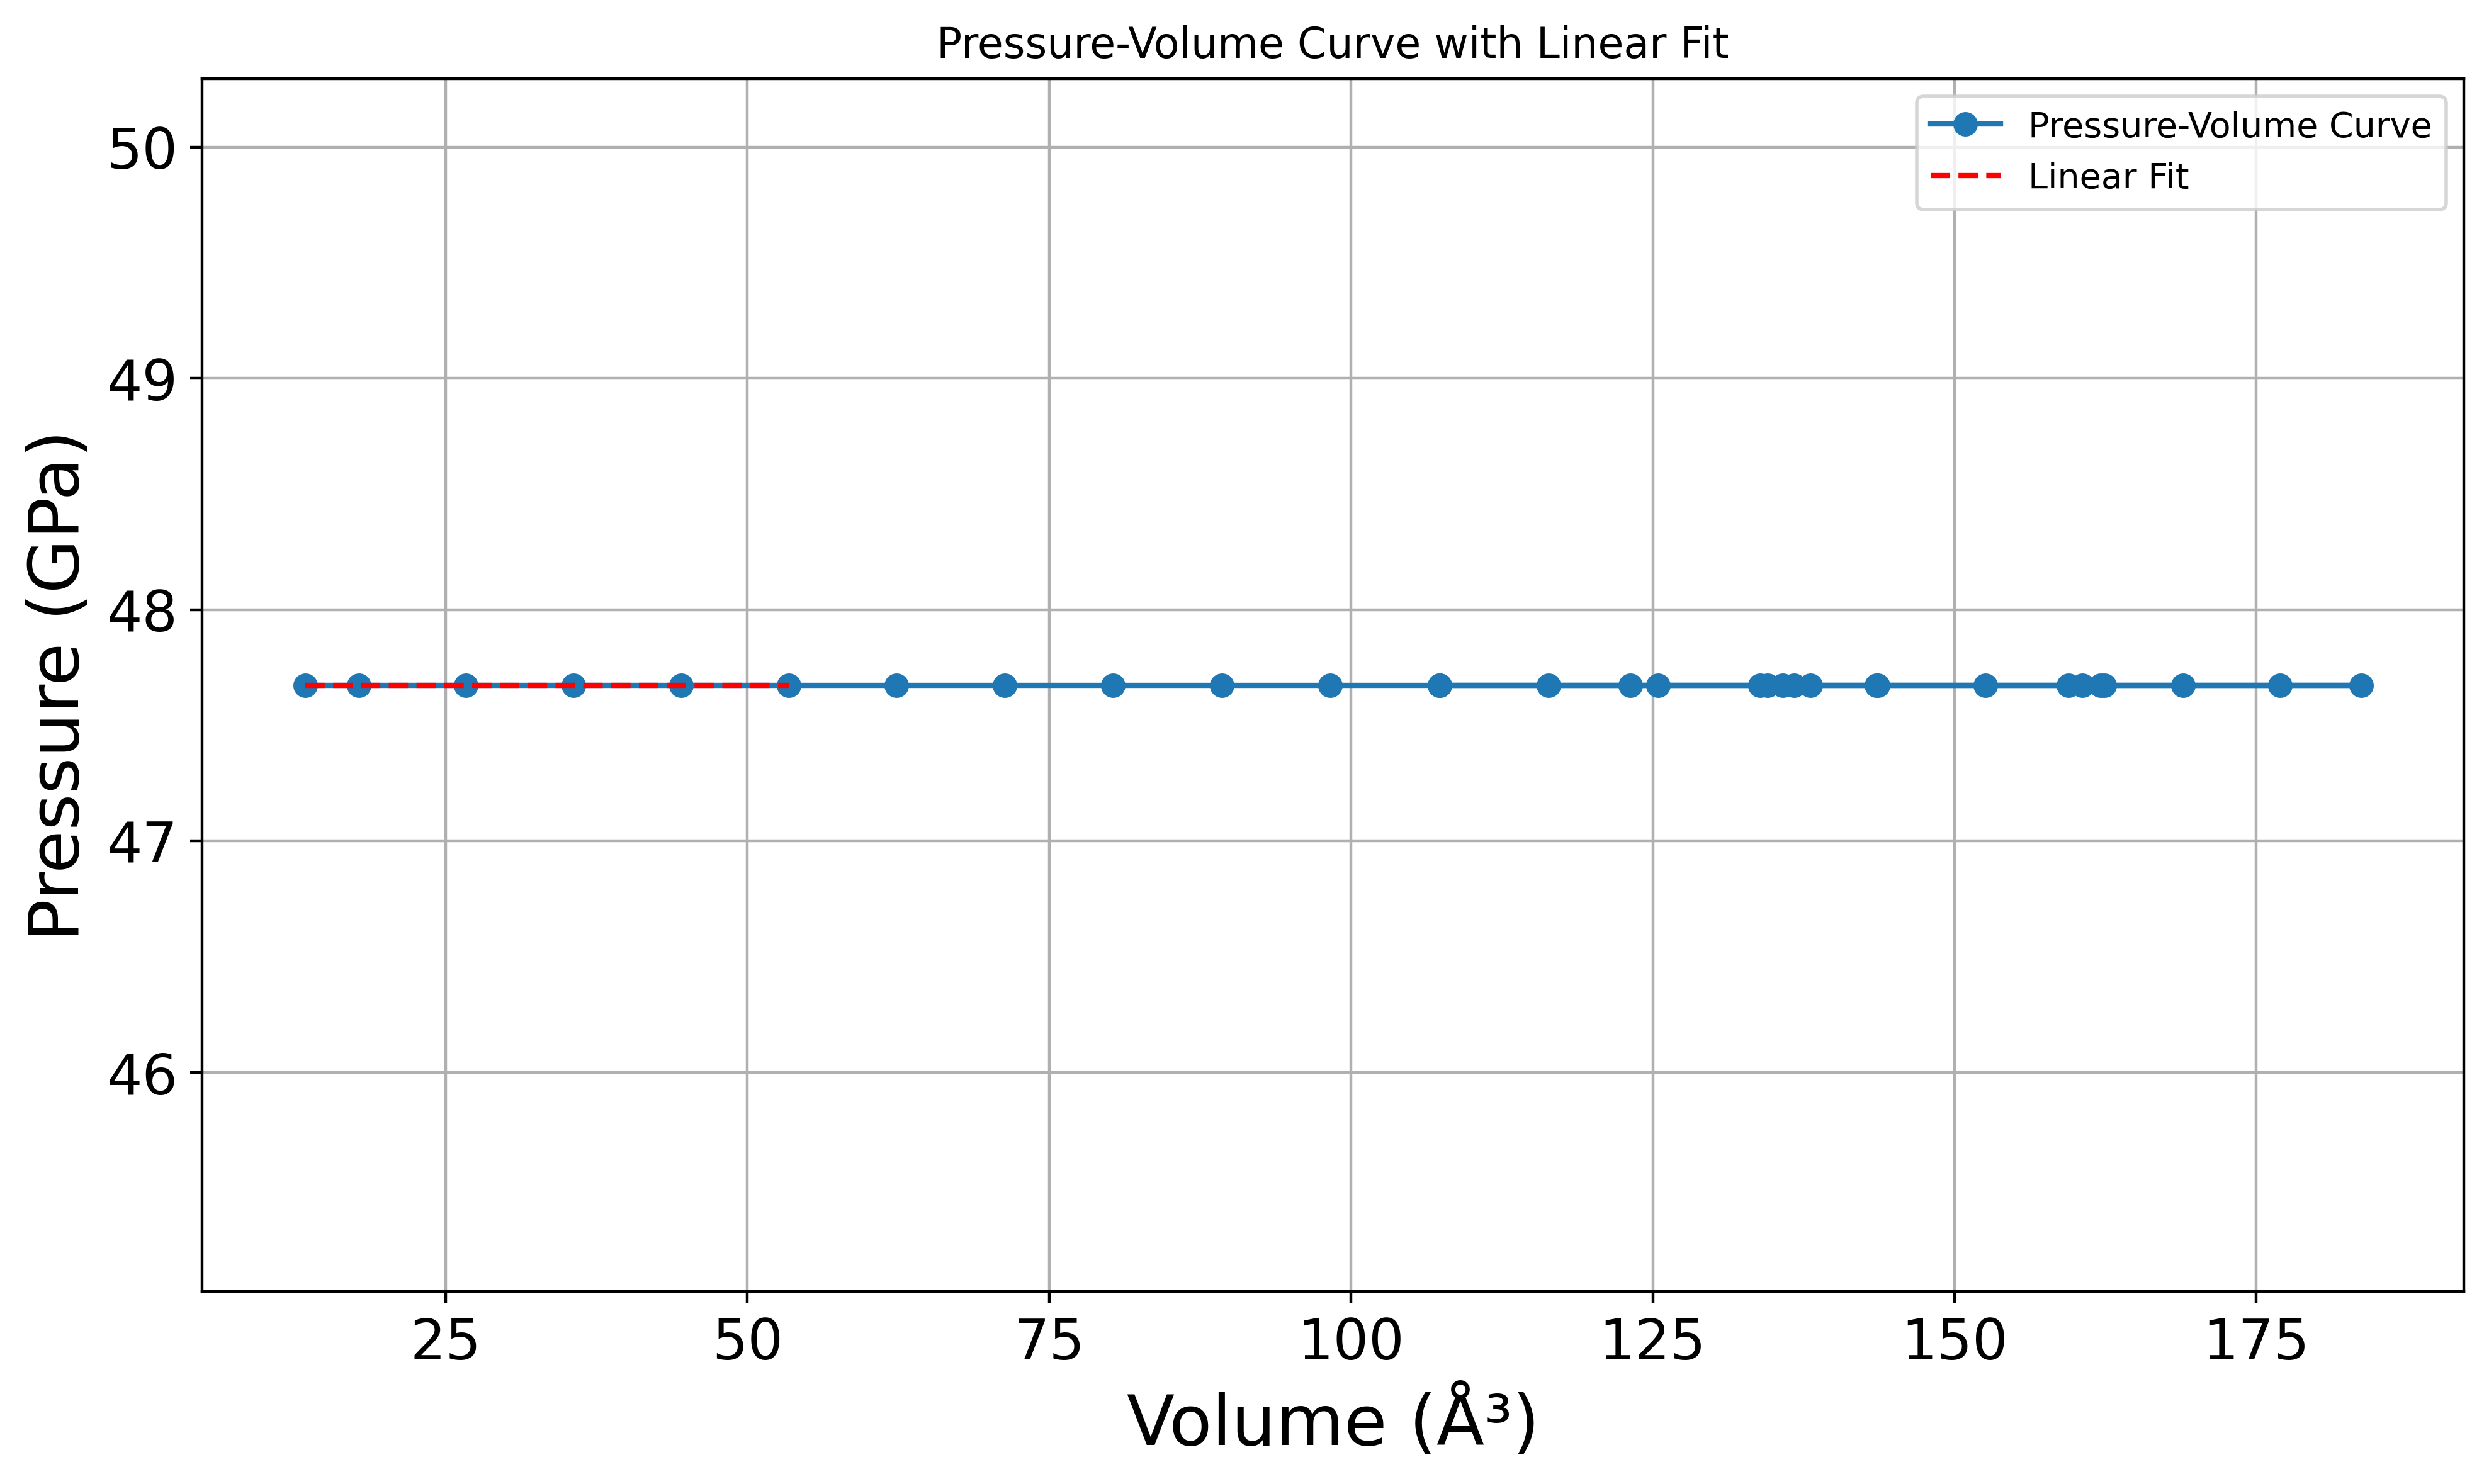 Pressure-Volume Curve with Linear Fit
Pressure-Volume Curve
Linear Fit
Pressure (GPa)
50
49
48
47
46
25 50 75 100 125 150 175
Volume (Å³)